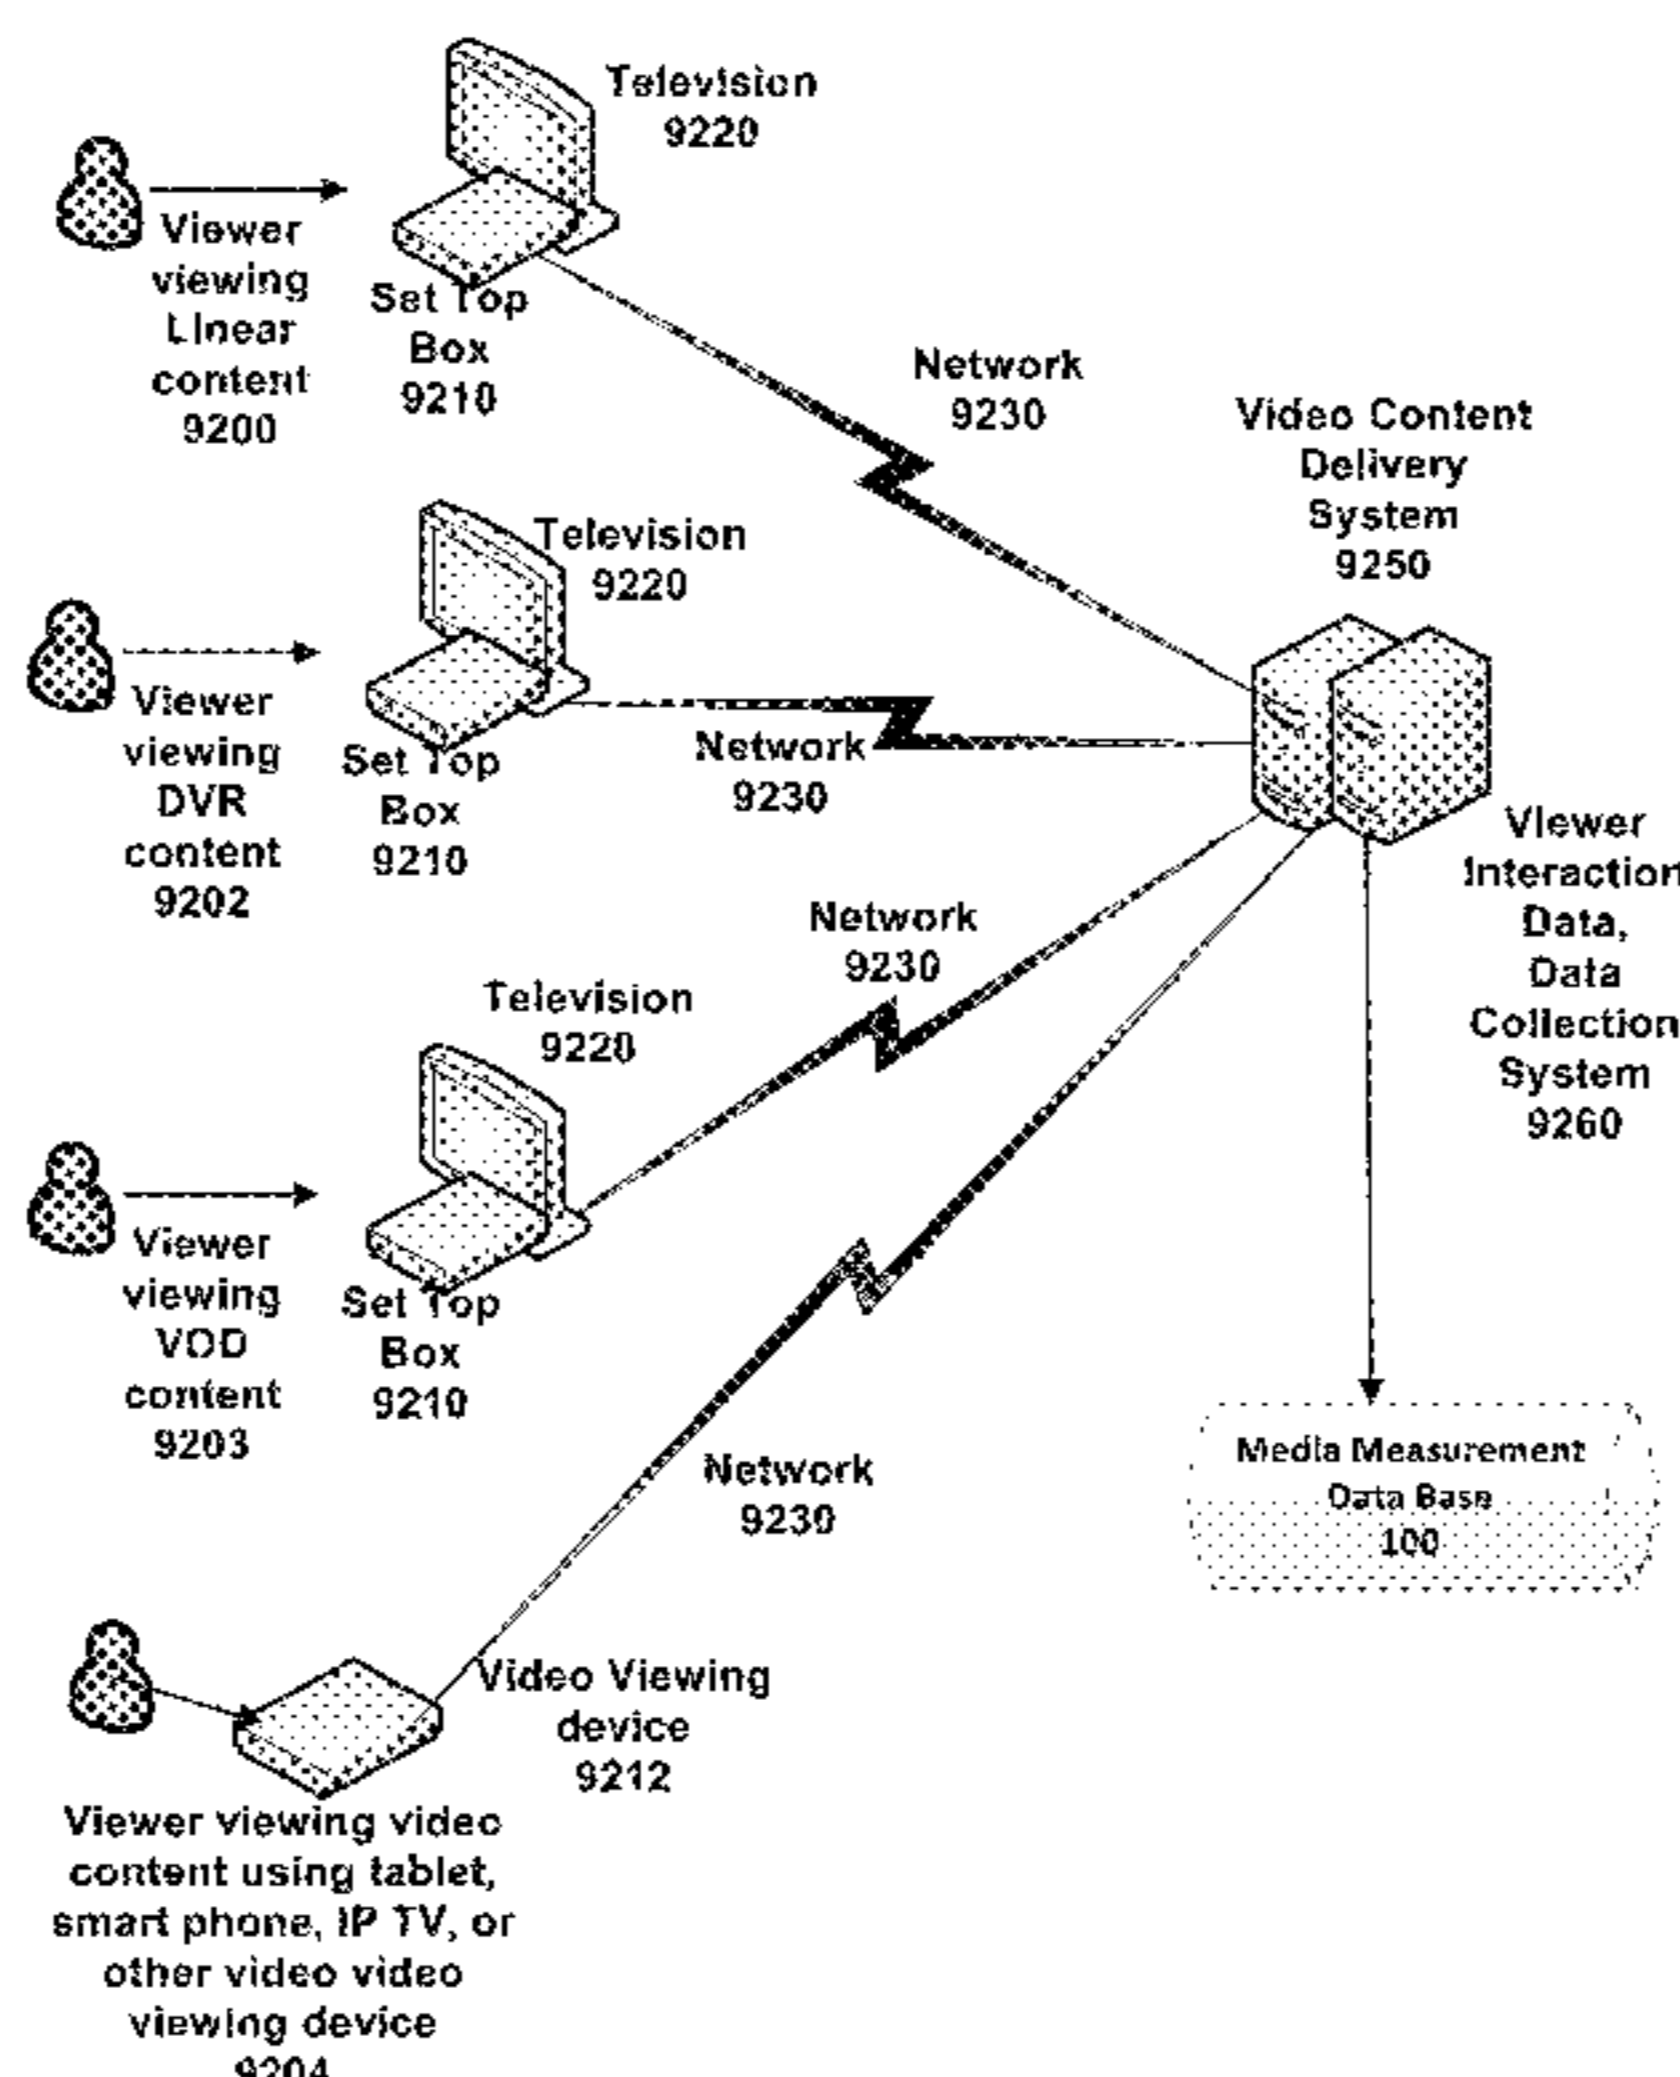 Television
9220
Viewer
viewing
Linear
content
9200
Set Top
Box
9210
Network
9230
Video Content
Delivery
System
9250
Television
9220
Viewer
viewing
DVR
content
9202
Set Top
Box
9210
Network
9230
Viewer
Interaction
Data,
Data
Collection
System
9260
Network
9230
Television
9220
Viewer
viewing
VOD
content
9203
Set Top
Box
9210
Network
9230
Media Measurement
Data Base
100
Video Viewing
device
9212
Viewer viewing video
content using tablet,
smart phone, IP TV, or
other video video
viewing device
9204